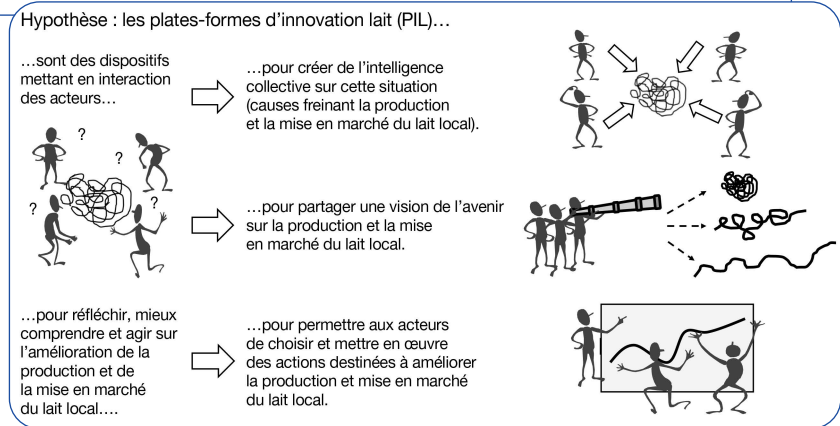 Hypothèse : les plates-formes d’innovation lait (PIL)…
…sont des dispositifs
mettant en interaction
des acteurs…
…pour créer de l’intelligence
collective sur cette situation
(causes freinant la production
et la mise en marché du lait local).
?
?
?
?
…pour partager une vision de l’avenir
sur la production et la mise
en marché du lait local.
…pour réfléchir, mieux
comprendre et agir sur
l’amélioration de la
production et de
la mise en marché
du lait local….
…pour permettre aux acteurs
de choisir et mettre en œuvre
des actions destinées à améliorer
la production et mise en marché
du lait local.